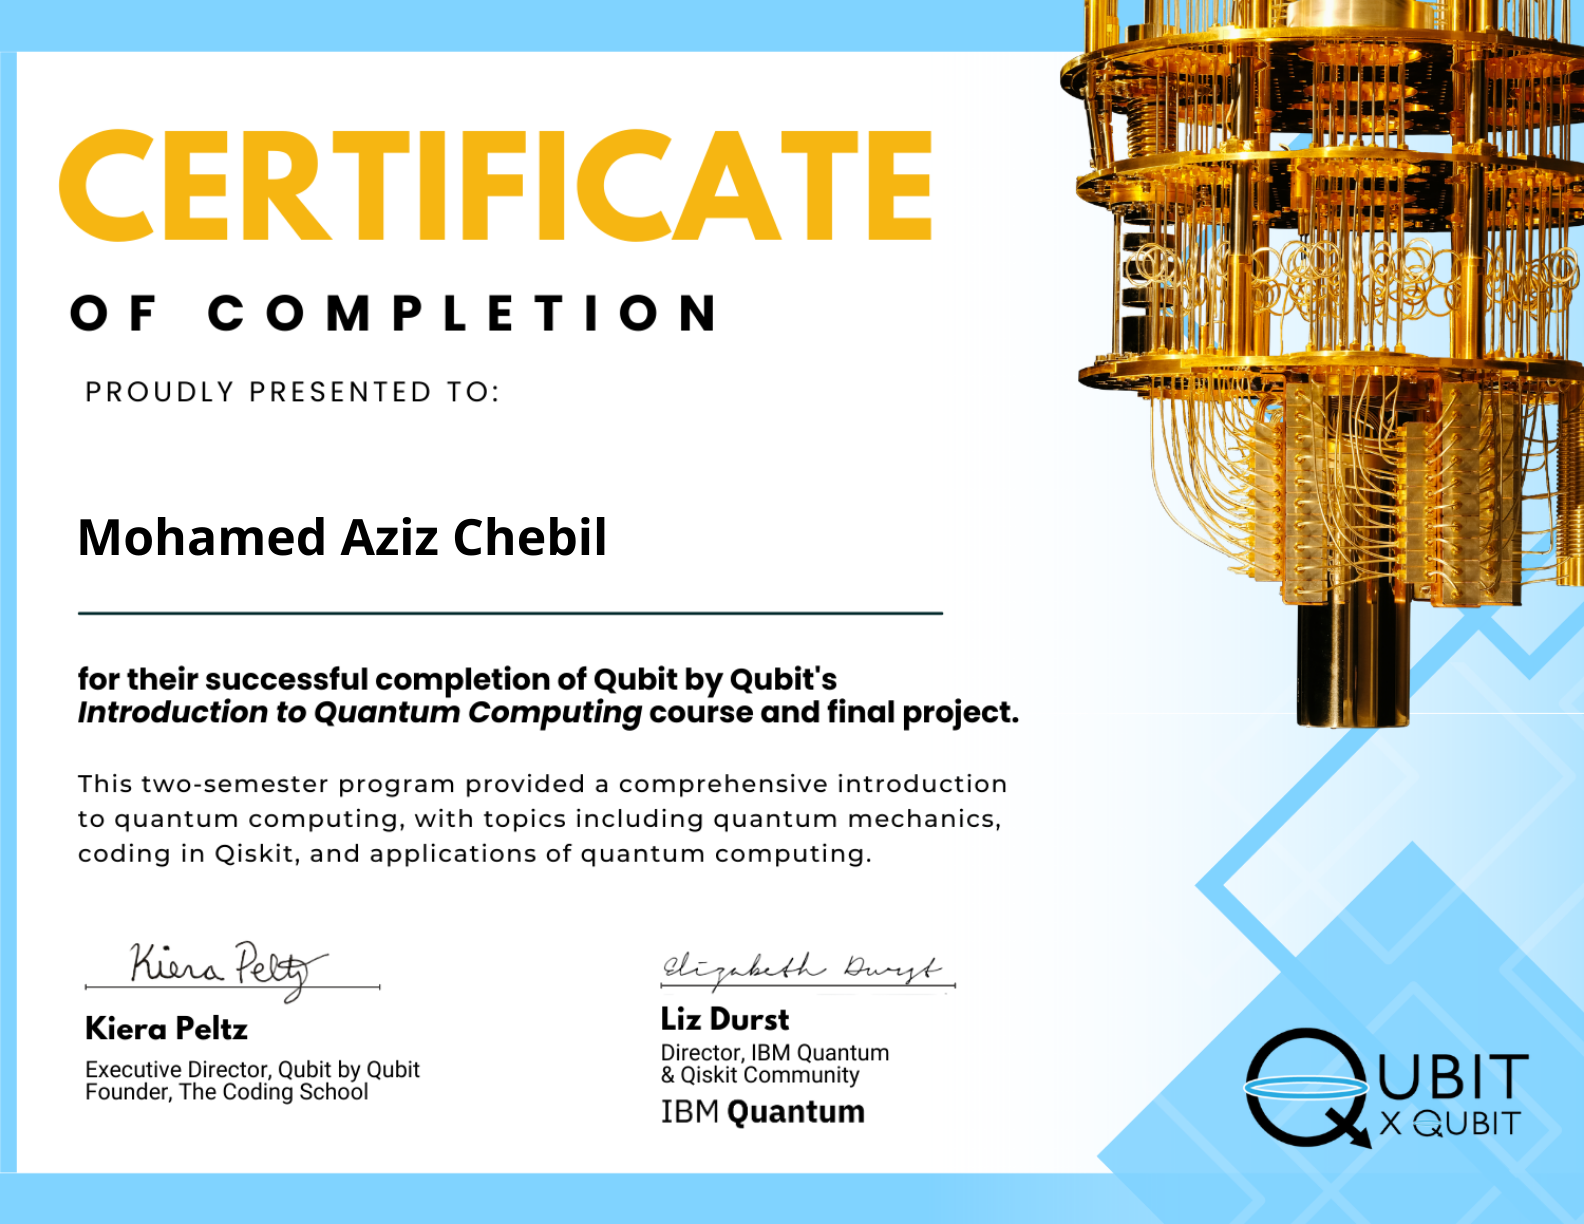 CERTIFICATE
OF COMPLETION
PROUDLY PRESENTED TO:
Mohamed Aziz Chebil
for their successful completion of Qubit by Qubit's
Introduction to Quantum Computing course and final project.
This two-semester program provided a comprehensive introduction
to quantum computing, with topics including quantum mechanics,
coding in Qiskit, and applications of quantum computing.
Kiera Peltz
Kiera Peltz
Executive Director, Qubit by Qubit
Founder, The Coding School
Elizabeth Durst
Liz Durst
Director, IBM Quantum
& Qiskit Community
IBM Quantum
QUBIT
X QUBIT